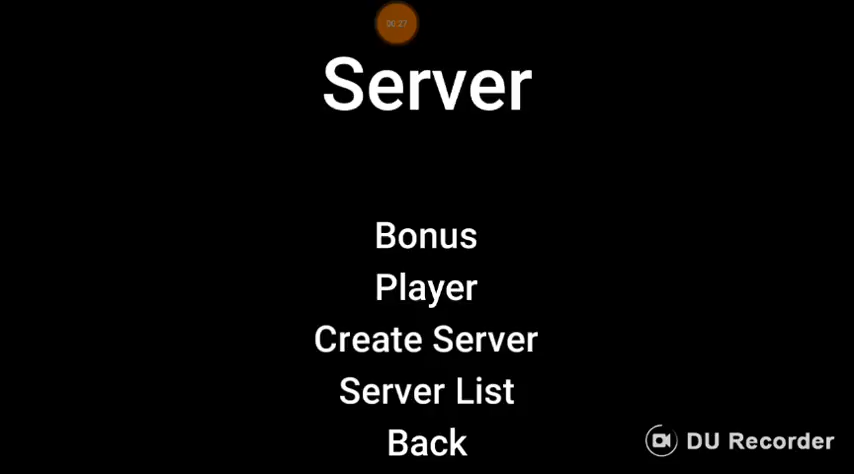 00:27
Server
Bonus
Player
Create Server
Server List
Back
DU Recorder